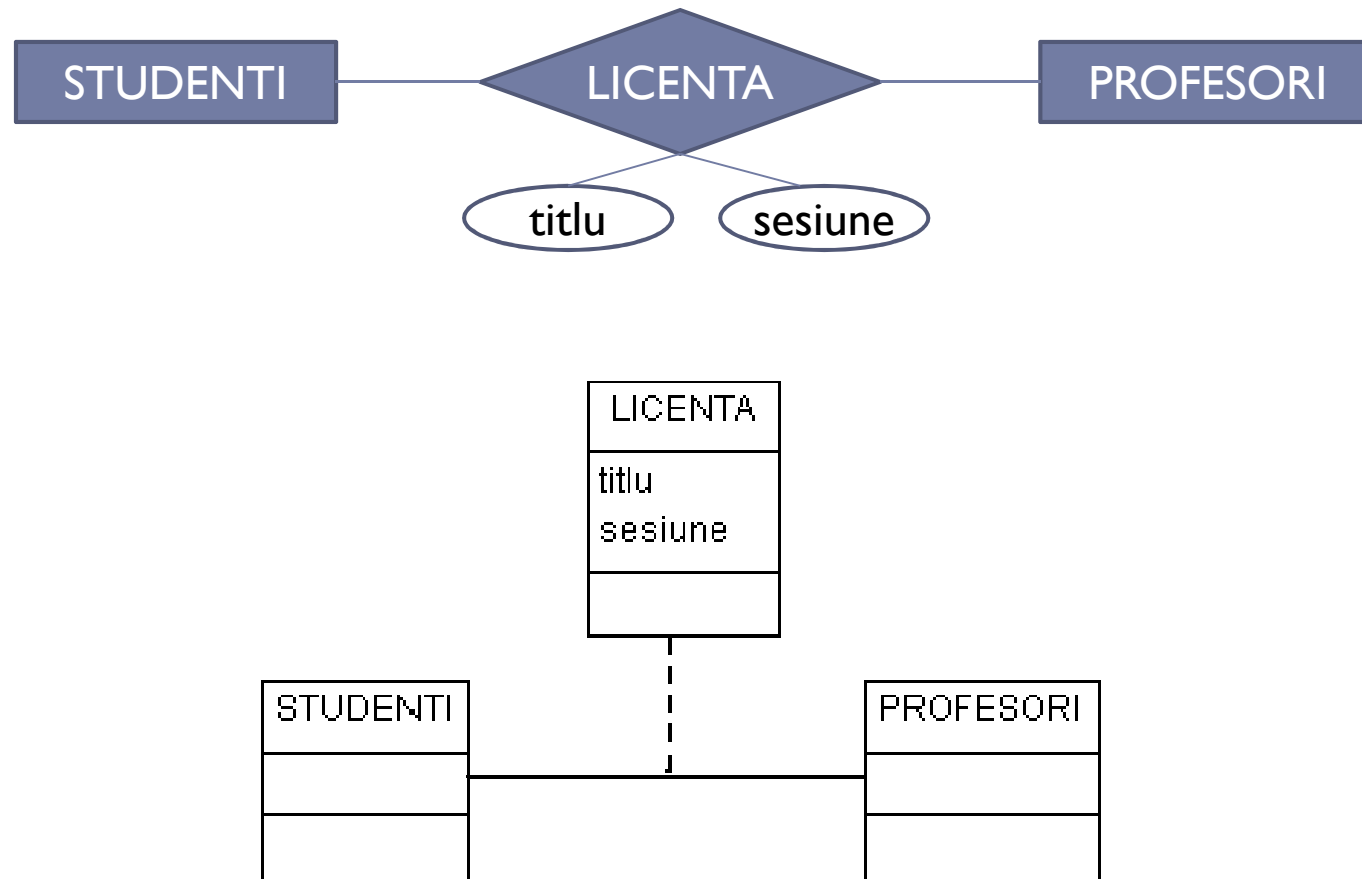 STUDENTI LICENTA PROFESORI
titlu sesiune
LICENTA
titlu
sesiune
STUDENTI PROFESORI